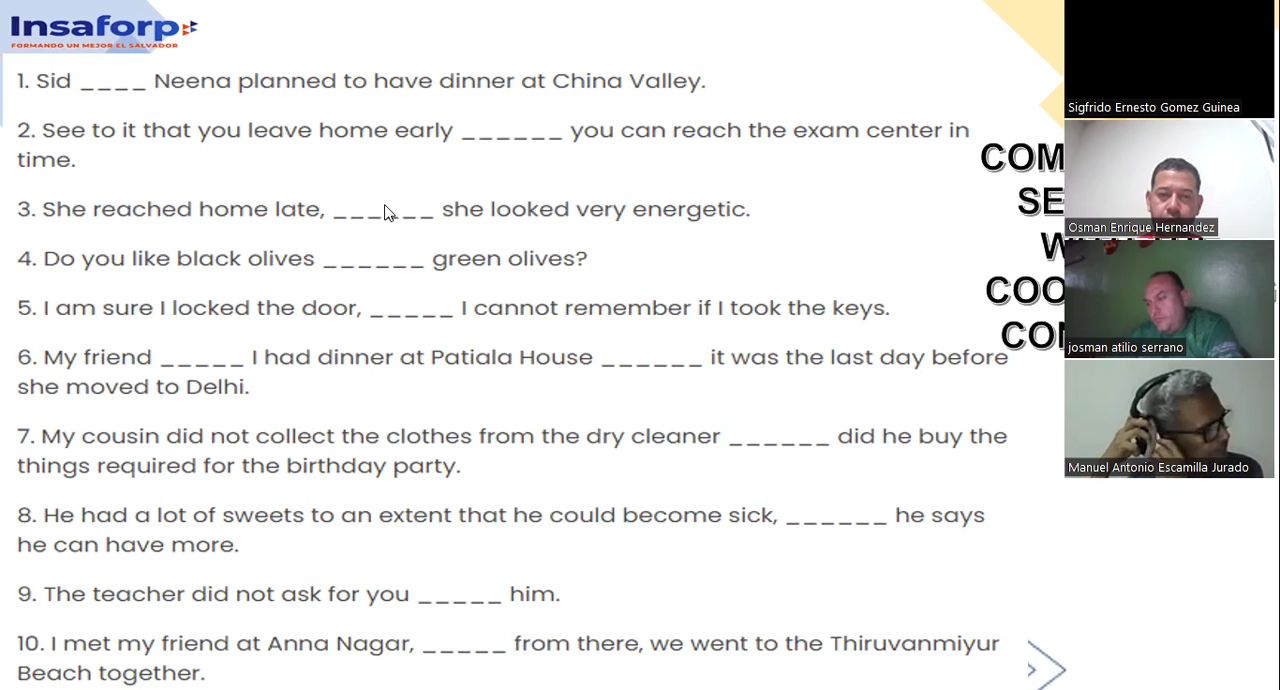 Insaforp
FORMANDO UN MEJOR EL SALVADOR
1. Sid ____ Neena planned to have dinner at China Valley.
2. See to it that you leave home early ______ you can reach the exam center in
time.
3. She reached home late, ______ she looked very energetic.
4. Do you like black olives ______ green olives?
5. I am sure I locked the door, _____ I cannot remember if I took the keys.
6. My friend _____ I had dinner at Patiala House ______ it was the last day before
she moved to Delhi.
7. My cousin did not collect the clothes from the dry cleaner ______ did he buy the
things required for the birthday party.
8. He had a lot of sweets to an extent that he could become sick, ______ he says
he can have more.
9. The teacher did not ask for you _____ him.
10. I met my friend at Anna Nagar, _____ from there, we went to the Thiruvanmiyur
Beach together.
COM
SE
W
COO
CON
Sigfrido Ernesto Gomez Guinea
Osman Enrique Hernandez
josman atilio serrano
Manuel Antonio Escamilla Jurado